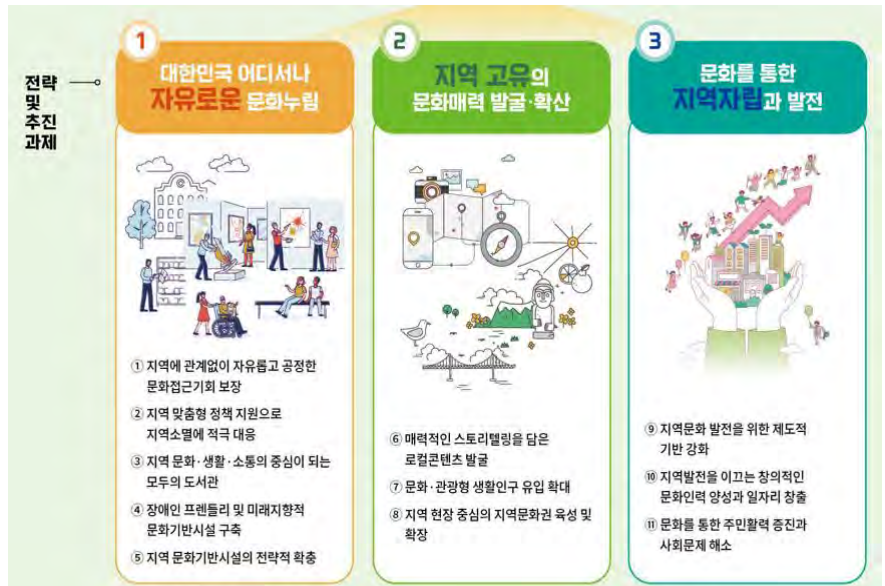 전략
및
추진
과제
1
대한민국 어디서나
자유로운 문화누림
① 지역에 관계없이 자유롭고 공정한
문화접근기회 보장
② 지역 맞춤형 정책 지원으로
지역소멸에 적극 대응
③ 지역 문화·생활·소통의 중심이 되는
모두의 도서관
④ 장애인 프렌들리 및 미래지향적
문화기반시설 구축
⑤ 지역 문화기반시설의 전략적 확충
2
지역 고유의
문화매력 발굴·확산
⑥ 매력적인 스토리텔링을 담은
로컬콘텐츠 발굴
⑦ 문화·관광형 생활인구 유입 확대
⑧ 지역 현장 중심의 지역문화권 육성 및
확장
3
문화를 통한
지역자립과 발전
⑨ 지역문화 발전을 위한 제도적
기반 강화
⑩ 지역발전을 이끄는 창의적인
문화인력 양성과 일자리 창출
⑪ 문화를 통한 주민활력 증진과
사회문제 해소